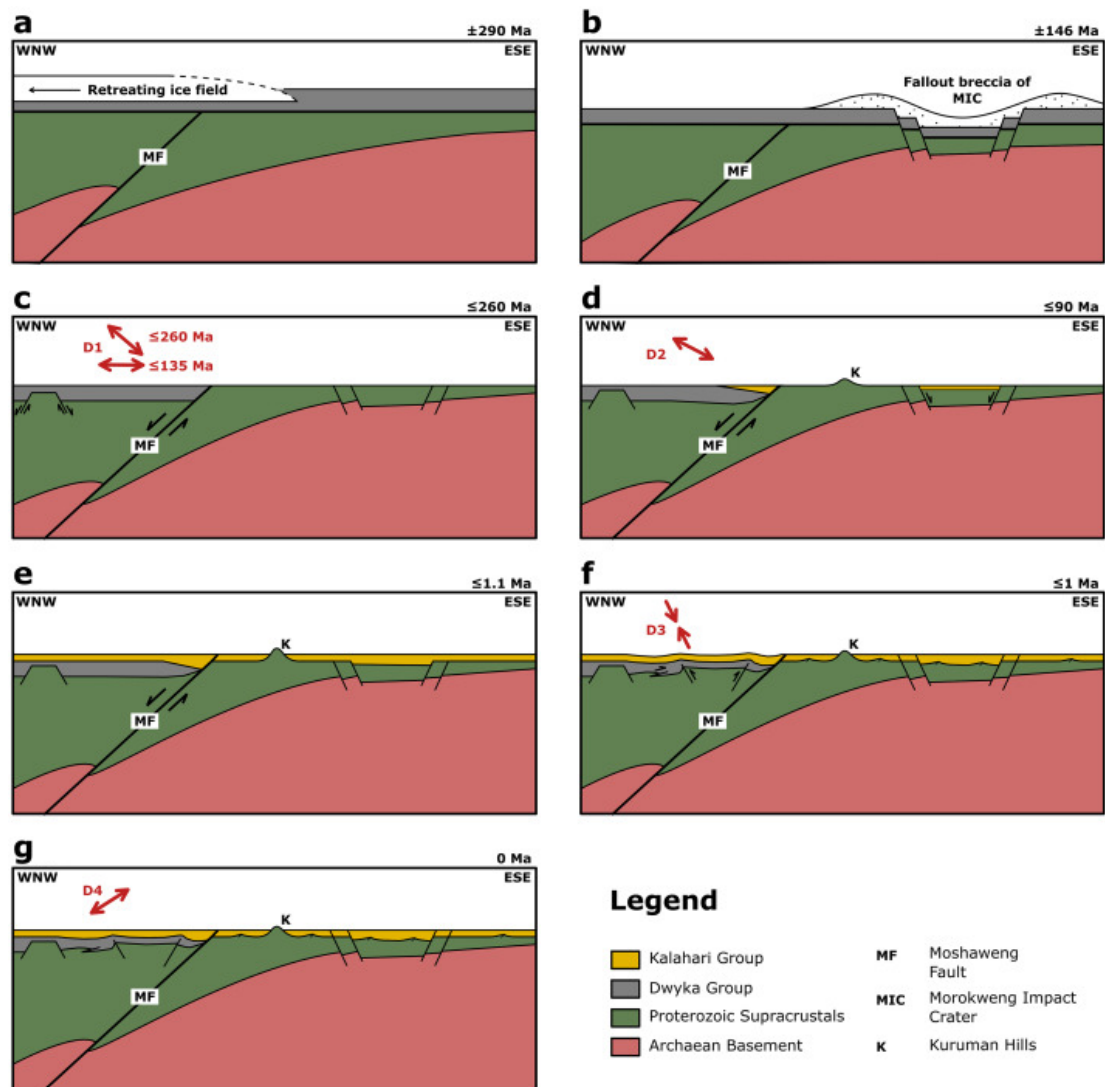 a
±290 Ma
WNW
ESE
Retreating ice field
MF
b
±146 Ma
WNW
ESE
Fallout breccia of
MIC
MF
c
≤260 Ma
WNW
ESE
D1
≤260 Ma
≤135 Ma
MF
d
≤90 Ma
WNW
ESE
D2
K
MF
e
≤1.1 Ma
WNW
ESE
K
MF
f
≤1 Ma
WNW
ESE
D3
K
MF
g
0 Ma
WNW
ESE
D4
K
MF
Legend
Kalahari Group
Dwyka Group
Proterozoic Supracrustals
Archaean Basement
MF Moshaweng
Fault
MIC Morokweng Impact
Crater
K Kuruman Hills